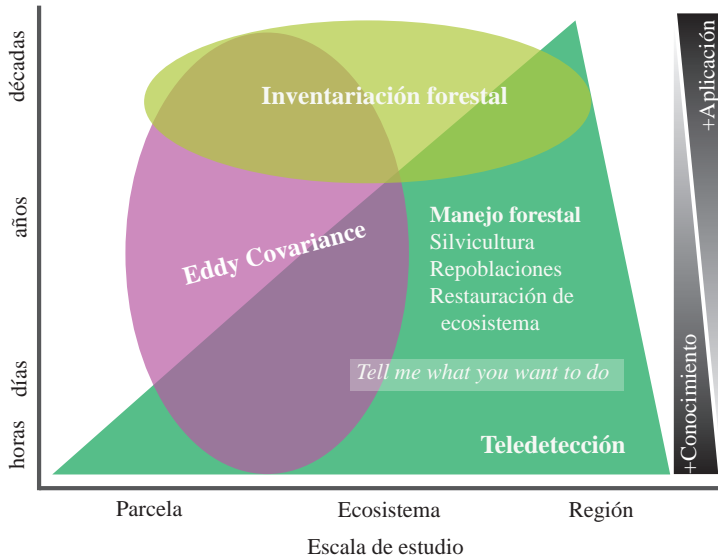 décadas
años
días
horas
Inventariación forestal
Eddy Covariance
Manejo forestal
Silvicultura
Repoblaciones
Restauración de
ecosistema
Tell me what you want to do
Teledetección
+Aplicación
+Conocimiento
Parcela
Ecosistema
Región
Escala de estudio